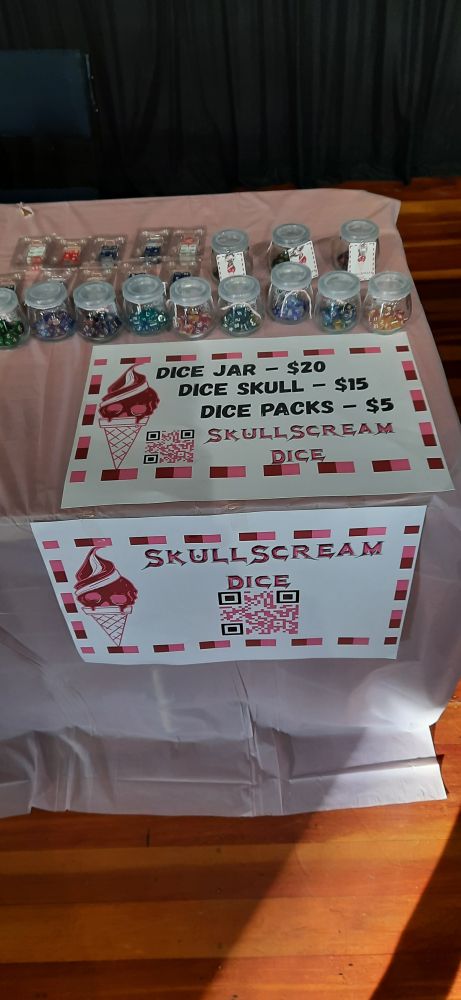 DICE JAR – $20
DICE SKULL – $15
DICE PACKS – $5
SKULLSCREAM
DICE
SKULLSCREAM
DICE